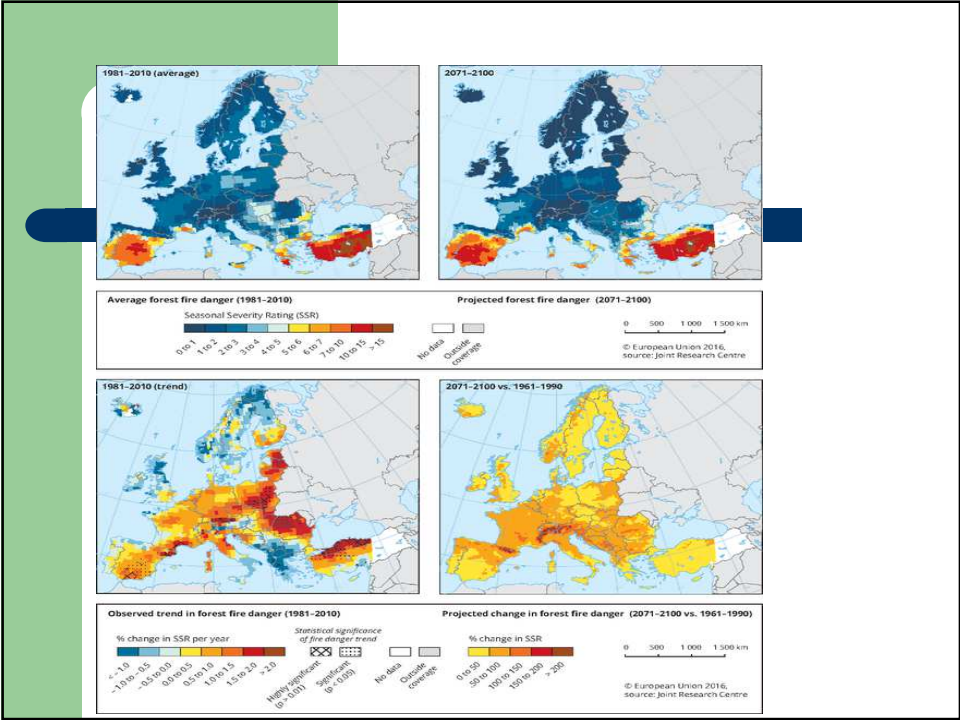 1981–2010 (average)
2071–2100
Average forest fire danger (1981–2010)
Projected forest fire danger (2071–2100)
Seasonal Severity Rating (SSR)
0 to 1
1 to 2
2 to 3
3 to 4
4 to 5
5 to 6
6 to 7
7 to 10
10 to 15
> 15
No data
Outside
coverage
0 500 1 000 1 500 km
© European Union 2016,
source: Joint Research Centre
1981–2010 (trend)
2071–2100 vs. 1961–1990
Observed trend in forest fire danger (1981–2010)
Projected change in forest fire danger (2071–2100 vs. 1961–1990)
% change in SSR per year
< – 1.0
– 1.0 to – 0.5
– 0.5 to 0.0
0.0 to 0.5
0.5 to 1.0
1.0 to 1.5
1.5 to 2.0
> 2.0
Statistical significance
of fire danger trend
Highly significant
(p > 0.01)
Significant
(p < 0.05)
No data
Outside
coverage
% change in SSR
0 to 50
50 to 100
100 to 150
150 to 200
> 200
0 500 1 000 1 500 km
© European Union 2016,
source: Joint Research Centre